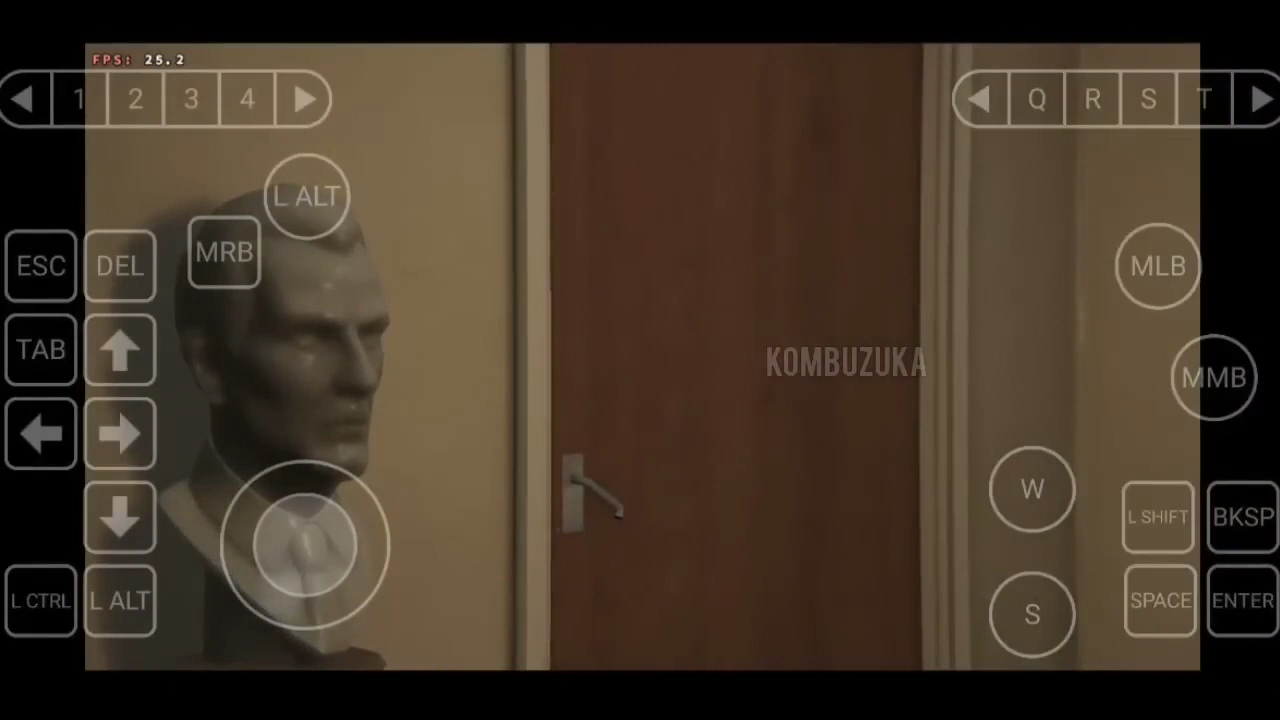 FPS: 25.2
1 2 3 4
Q R S T
L ALT
MRB
ESC DEL
MLB
TAB
MMB
KOMBUZUKA
W
L SHIFT BKSP
L CTRL L ALT
S
SPACE ENTER